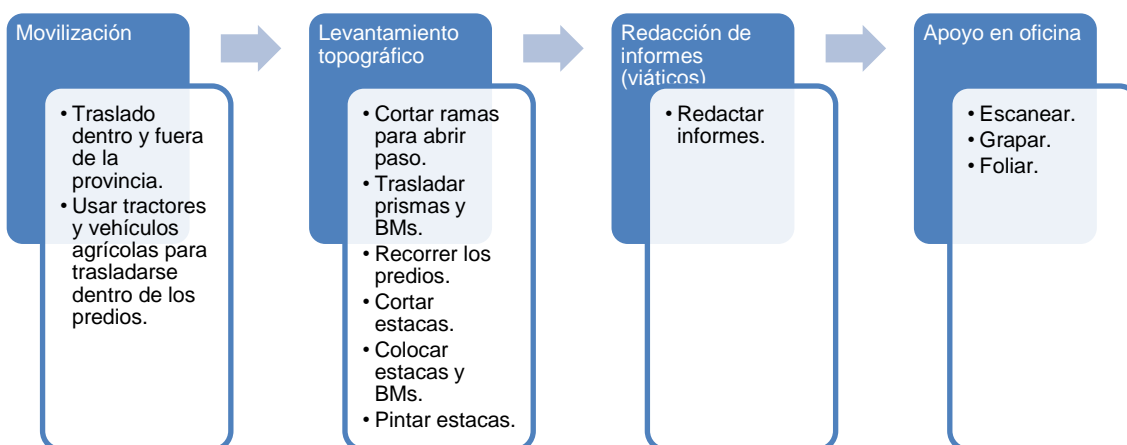 Movilización
• Traslado
dentro y fuera
de la
provincia.
• Usar tractores
y vehículos
agrícolas para
trasladarse
dentro de los
predios.
Levantamiento
topográfico
• Cortar ramas
para abrir
paso.
• Trasladar
prismas y
BMs.
• Recorrer los
predios.
• Cortar
estacas.
• Colocar
estacas y
BMs.
• Pintar estacas.
Redacción de
informes
(viáticos)
• Redactar
informes.
Apoyo en oficina
• Escanear.
• Grapar.
• Foliar.